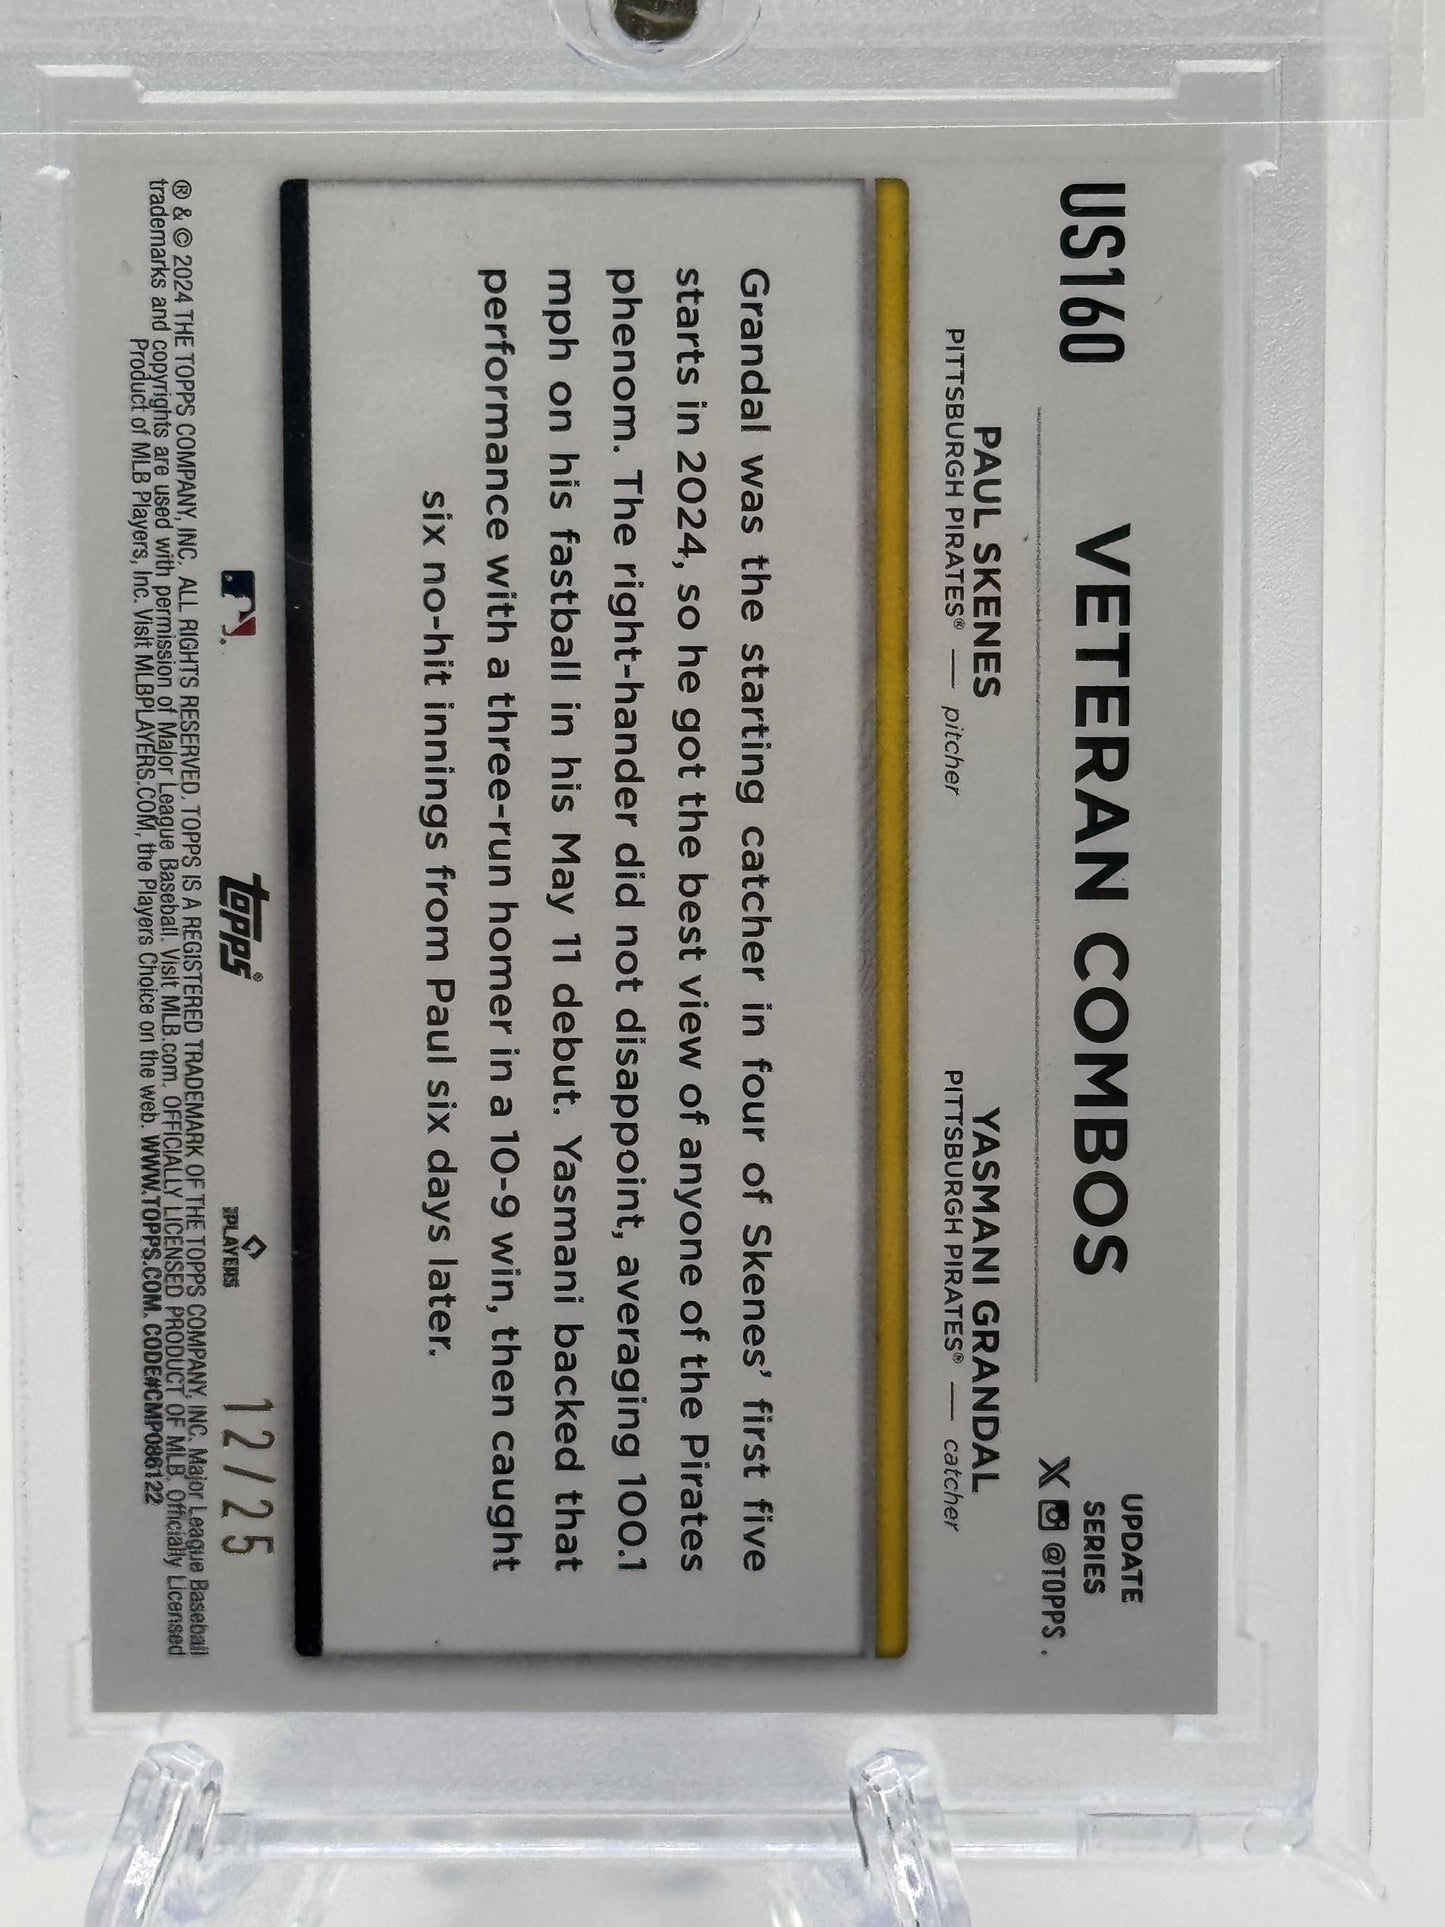 US160
VETERAN COMBOS
UPDATE
SERIES
X @TOPPS.
PAUL SKENES
PITTSBURGH PIRATES® — pitcher
YASMANI GRANDAL
PITTSBURGH PIRATES® — catcher
Grandal was the starting catcher in four of Skenes’ first five
starts in 2024, so he got the best view of anyone of the Pirates
phenom. The right-hander did not disappoint, averaging 100.1
mph on his fastball in his May 11 debut. Yasmani backed that
performance with a three-run homer in a 10-9 win, then caught
six no-hit innings from Paul six days later.
topps®
PLAYERS
12/25
® & © 2024 THE TOPPS COMPANY, INC. ALL RIGHTS RESERVED. TOPPS IS A REGISTERED TRADEMARK OF THE TOPPS COMPANY, INC. Major League Baseball
trademarks and copyrights are used with permission of Major League Baseball. Visit MLB.com. OFFICIALLY LICENSED PRODUCT OF MLB. Officially Licensed
Product of MLB Players, Inc. Visit MLBPLAYERS.COM, the Players Choice on the web. WWW.TOPPS.COM. CODE#CMP086122